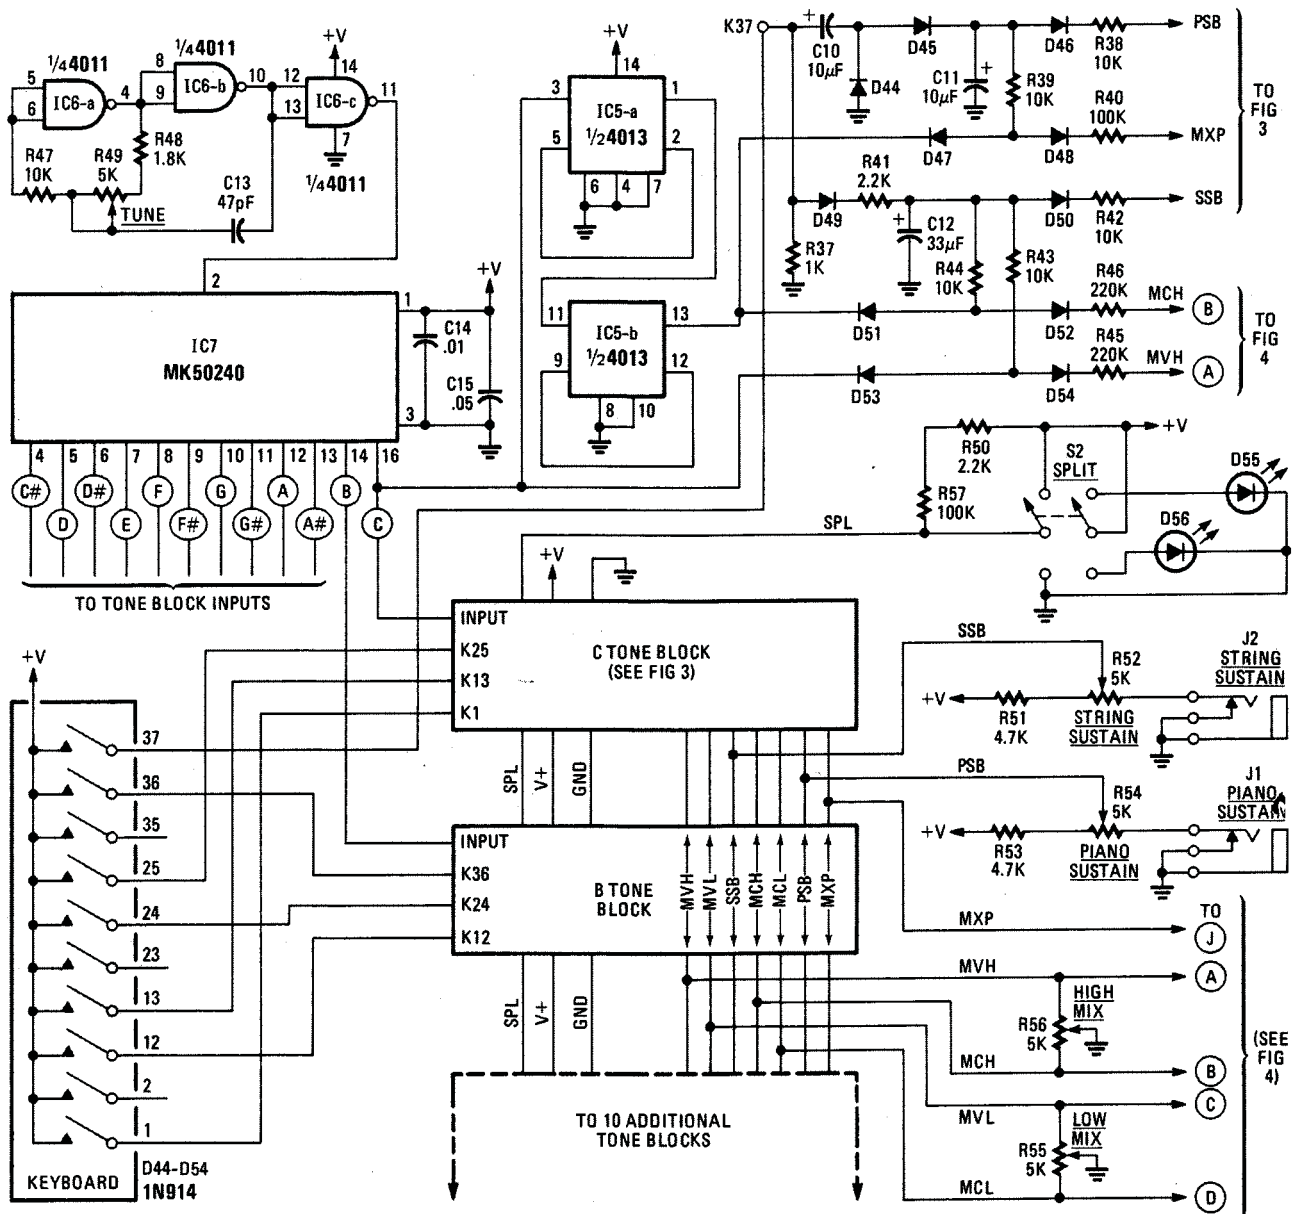 ¼4011
5
6
IC6-a
4
¼4011
8
9
IC6-b
10
+V
14
12
13
IC6-c
11
7
¼4011
R47
10K
R49
5K
R48
1.8K
TUNE
C13
47pF
2
IC7
MK50240
1
3
+V
C14
.01
C15
.05
4
5
6
7
8
9
10
11
12
13
14
16
C#
D
D#
E
F
F#
G
G#
A
A#
B
C
TO TONE BLOCK INPUTS
+V
14
3
5
IC5-a
½4013
1
2
6
4
7
11
9
IC5-b
½4013
13
12
8
10
K37
+
C10
10µF
D44
D45
C11
10µF
+
D46
R38
10K
PSB
R39
10K
R40
100K
D47
D48
MXP
TO
FIG
3
R41
2.2K
D49
+
C12
33µF
D50
R42
10K
SSB
R37
1K
R44
10K
R43
10K
R46
220K
MCH
B
D51
D52
R45
220K
MVH
A
D53
D54
TO
FIG
4
R50
2.2K
+V
S2
SPLIT
R57
100K
SPL
D55
D56
+V
INPUT
K25
K13
K1
C TONE BLOCK
(SEE FIG 3)
SSB
R52
5K
J2
STRING
SUSTAIN
+V
R51
4.7K
STRING
SUSTAIN
PSB
R54
5K
J1
PIANO
SUSTAIN
+V
R53
4.7K
PIANO
SUSTAIN
SPL
V+
GND
INPUT
K36
K24
K12
B TONE
BLOCK
MVH
MVL
SSB
MCH
MCL
PSB
MXP
SPL
V+
GND
TO 10 ADDITIONAL
TONE BLOCKS
MXP
TO
J
MVH
A
HIGH
MIX
R56
5K
MCH
B
MVL
C
LOW
MIX
R55
5K
MCL
D
(SEE
FIG
4)
+V
37
36
35
25
24
23
13
12
2
1
KEYBOARD
D44-D54
1N914